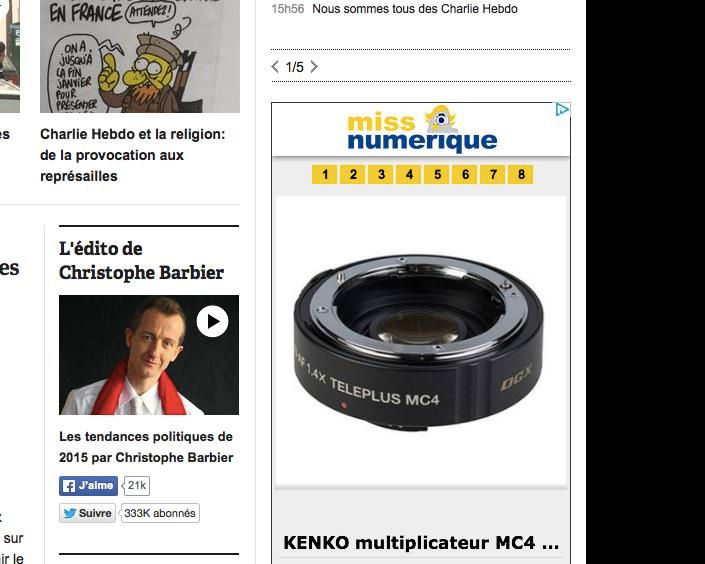 15h56 Nous sommes tous des Charlie Hebdo
1/5
EN FRANCE
ATTENDEZ!
ON A
JUSQU'À
LA FIN
JANVIER
POUR
PRÉSENTER
Charlie Hebdo et la religion:
de la provocation aux
représailles
es
L'édito de
Christophe Barbier
Les tendances politiques de
2015 par Christophe Barbier
J'aime 21k
Suivre 333K abonnés
sur
ir le
miss
numerique
1 2 3 4 5 6 7 8
AF 1.4X TELEPLUS MC4
DGX
KENKO multiplicateur MC4 ...